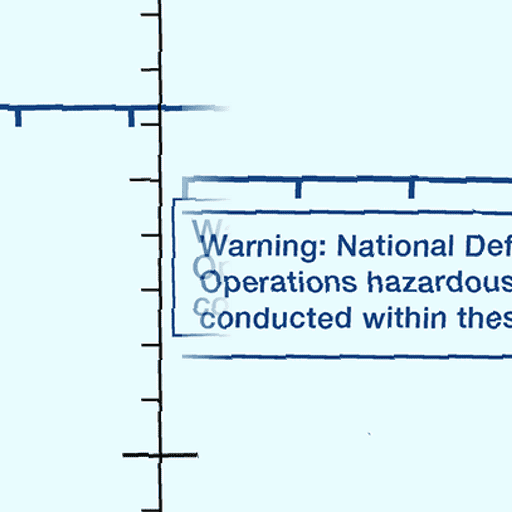 Warning: National Def
Operations hazardous
conducted within thes